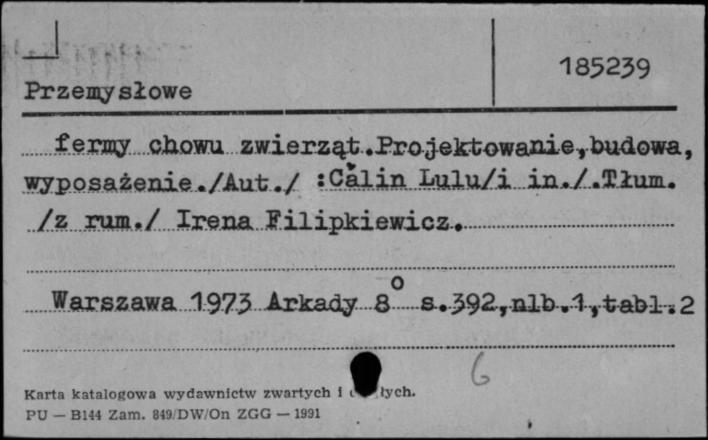 185239
Przemysłowe
fermy chowu zwierząt.Projektowanie,budowa,
wyposażenie./Aut./ :Călin Lulu/i in./.Tłum.
/z rum./ Irena Filipkiewicz.
Warszawa 1973 Arkady 8° s.392,nlb.1,tabl.2
6
Karta katalogowa wydawnictw zwartych i
PU — B144 Zam. 849/DW/On ZGG — 1991